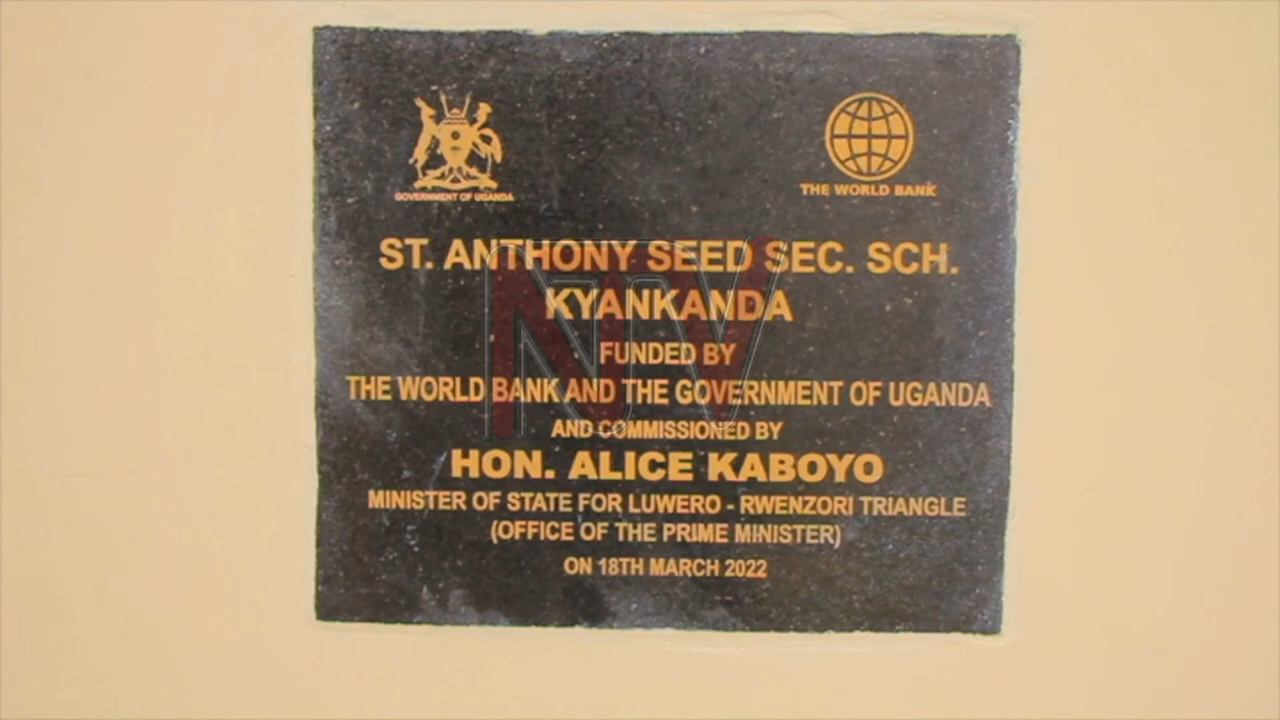 GOVERNMENT OF UGANDA
THE WORLD BANK
ST. ANTHONY SEED SEC. SCH.
KYANKANDA
NTV
FUNDED BY
THE WORLD BANK AND THE GOVERNMENT OF UGANDA
AND COMMISSIONED BY
HON. ALICE KABOYO
MINISTER OF STATE FOR LUWERO - RWENZORI TRIANGLE
(OFFICE OF THE PRIME MINISTER)
ON 18TH MARCH 2022